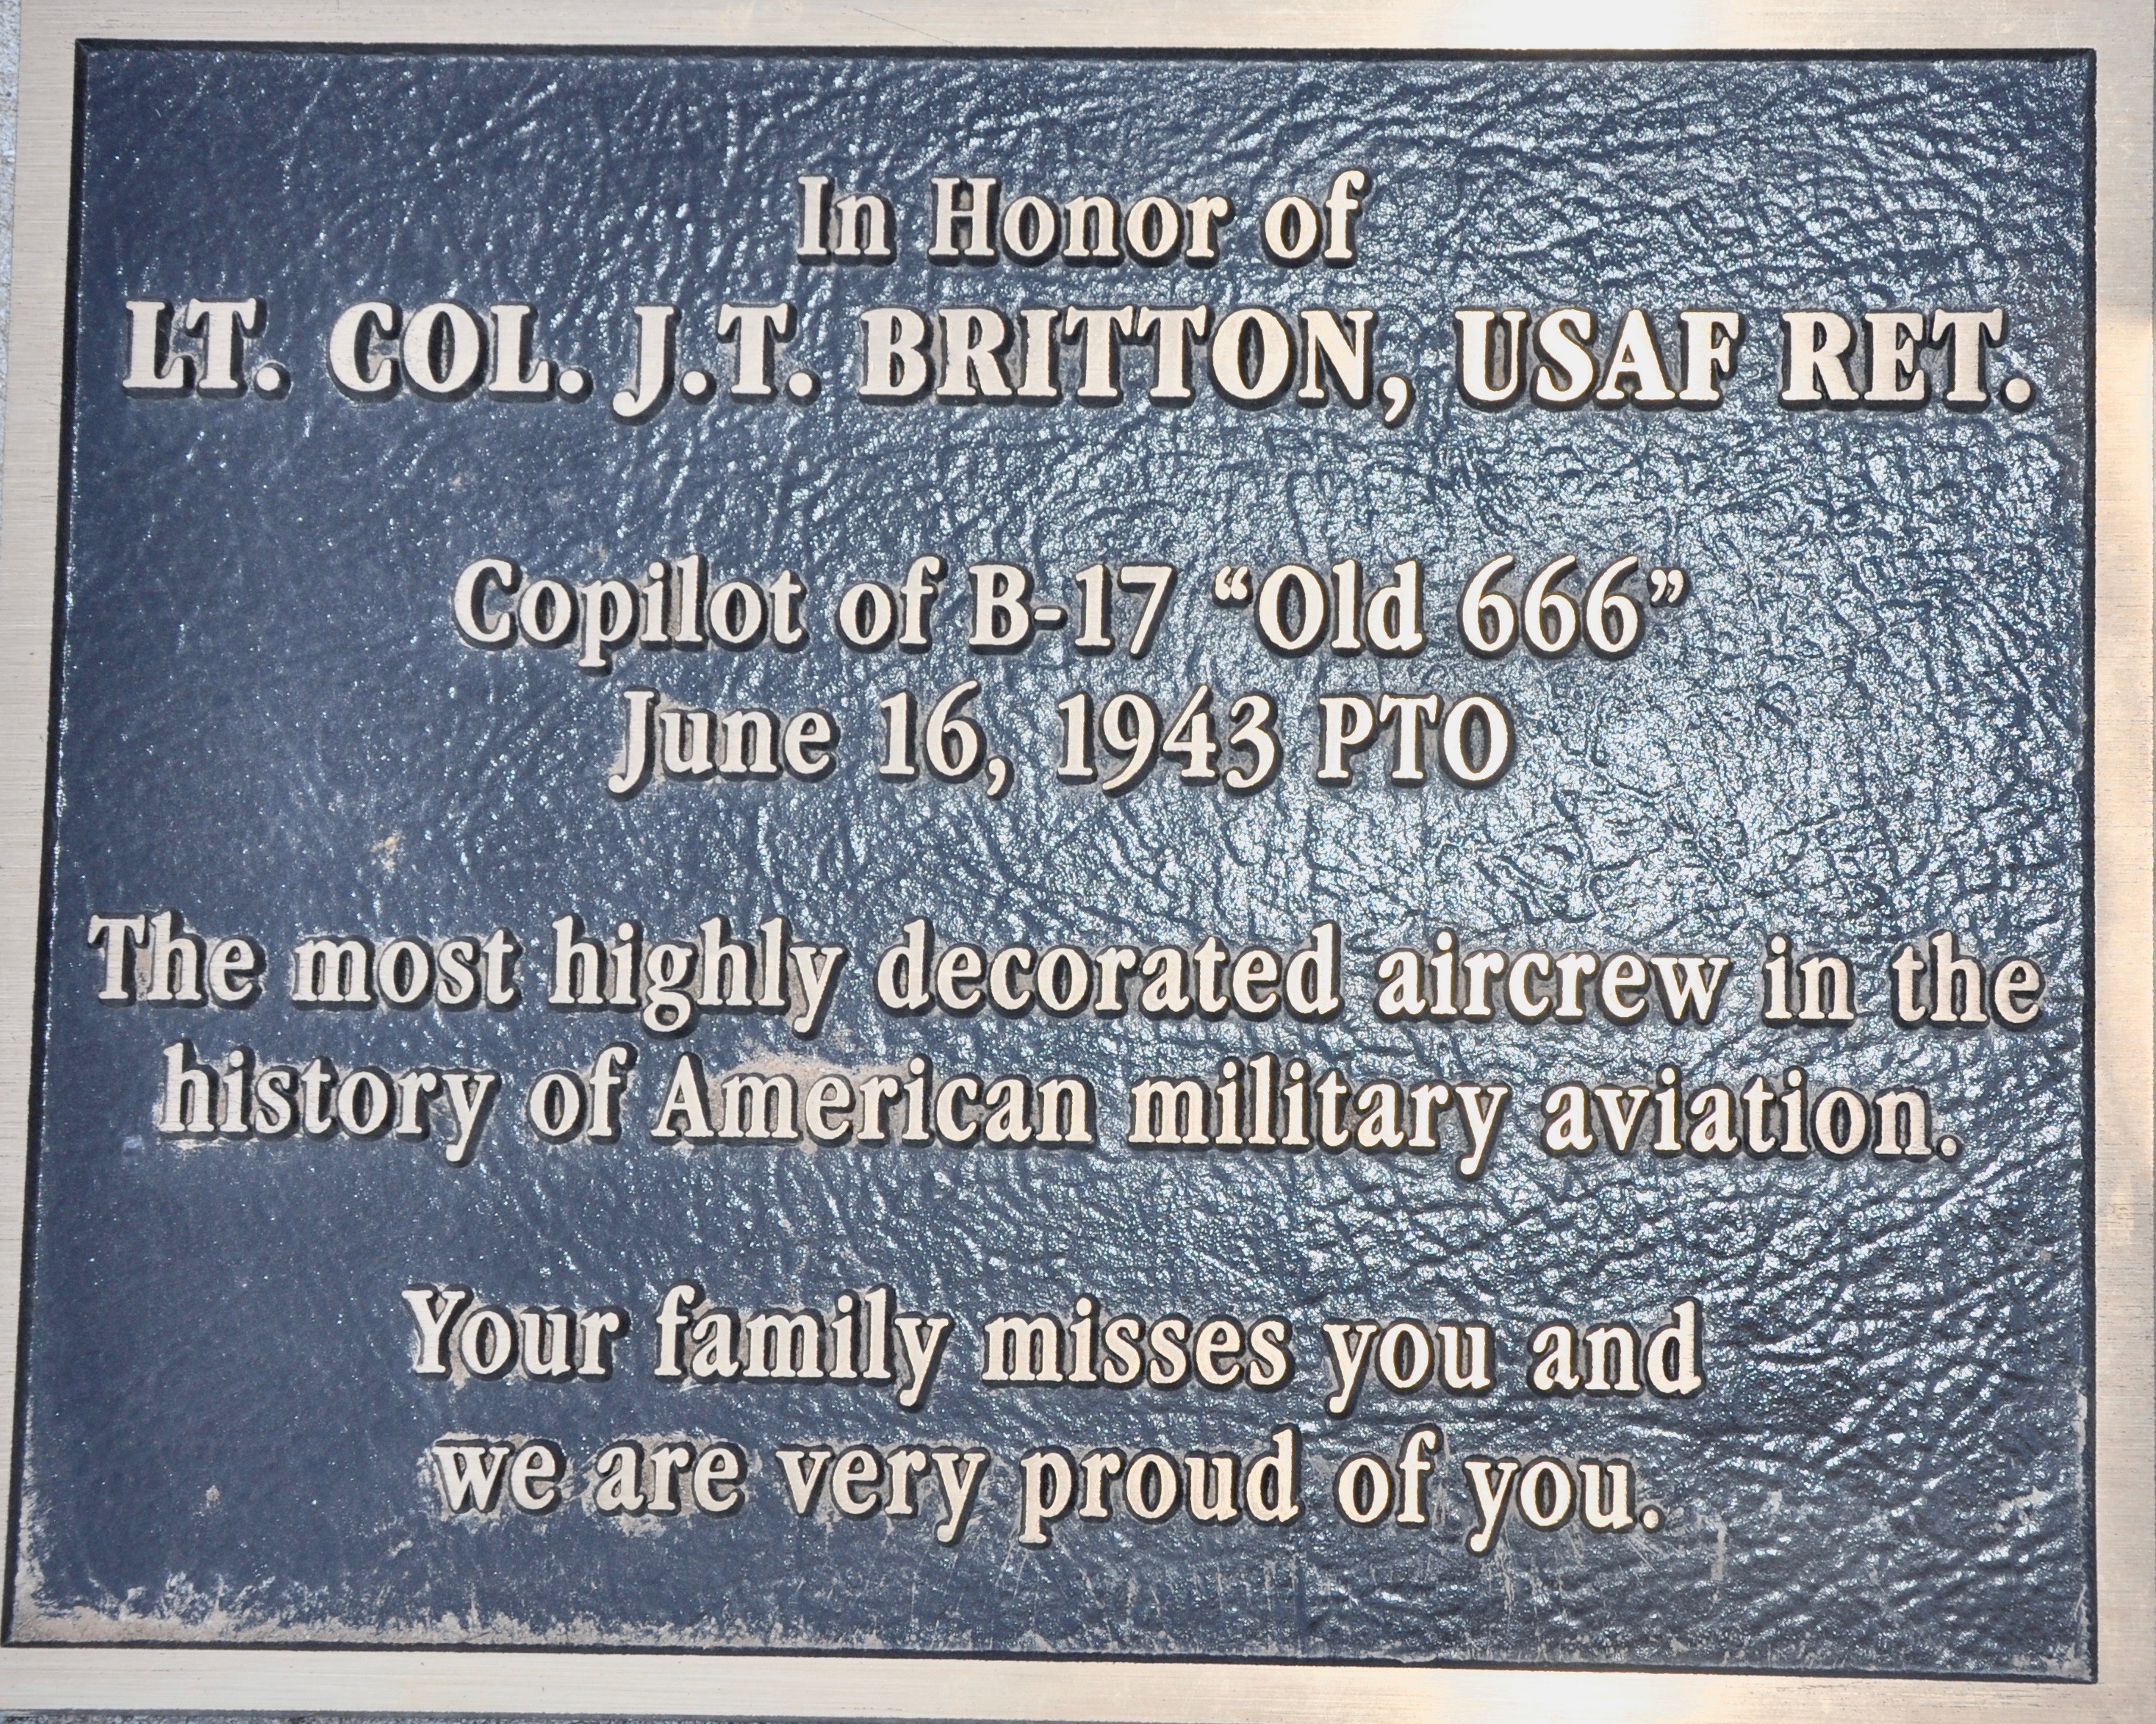 In Honor of
LT. COL. J.T. BRITTON, USAF RET.
Copilot of B-17 “Old 666”
June 16, 1943 PTO
The most highly decorated aircrew in the
history of American military aviation.
Your family misses you and
we are very proud of you.